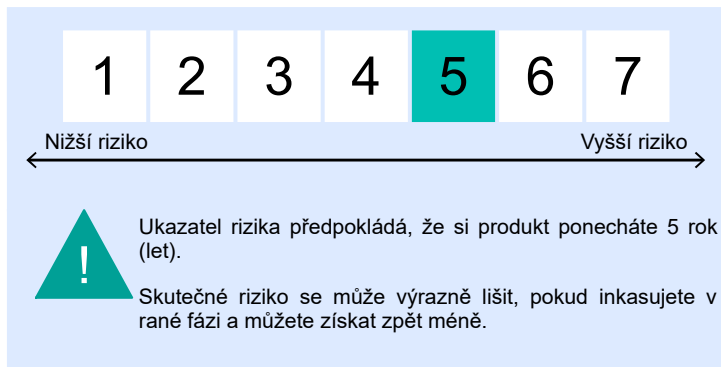 1 2 3 4 5 6 7
Nižší riziko Vyšší riziko
!
Ukazatel rizika předpokládá, že si produkt ponecháte 5 rok
(let).
Skutečné riziko se může výrazně lišit, pokud inkasujete v
rané fázi a můžete získat zpět méně.